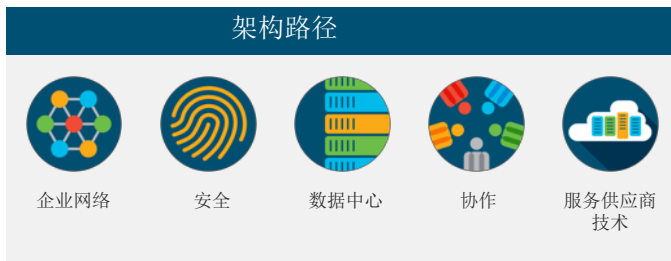 架构路径
企业网络
安全
数据中心
协作
服务供应商
技术